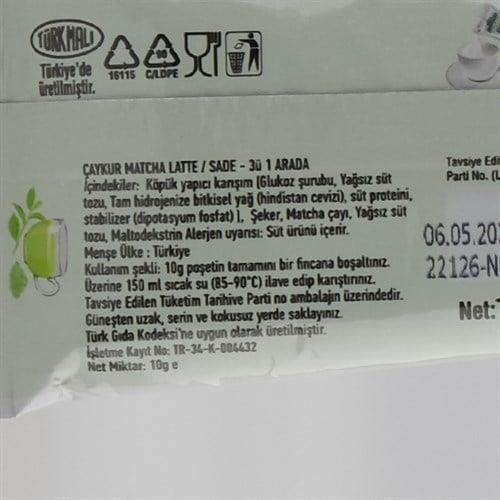 TÜRK MALI
Türkiye'de
üretilmiştir.
16115
90
C/LDPE
ÇAYKUR MATCHA LATTE / SADE - 3ü 1 ARADA
İçindekiler: Köpük yapıcı karışım (Glukoz şurubu, Yağsız süt
tozu, Tam hidrojenize bitkisel yağ (hindistan cevizi), süt proteini,
stabilizer (dipotasyum fosfat) ), Şeker, Matcha çayı, Yağsız süt
tozu, Maltodekstrin Alerjen uyarısı: Süt ürünü içerir.
Menşe Ülke : Türkiye
Kullanım şekli: 10g poşetin tamamını bir fincana boşaltınız.
Üzerine 150 ml sıcak su (85-90°C) ilave edip karıştırınız.
Tavsiye Edilen Tüketim Tarihive Parti no ambalajın üzerindedir.
Güneşten uzak, serin ve kokusuz yerde saklayınız.
Türk Gıda Kodeksi'ne uygun olarak üretilmiştir.
İşletme Kayıt No: TR-34-K-004432
Net Miktar: 10g e
Tavsiye Edil
Parti No. (L
06.05.202
22126-N
Net: